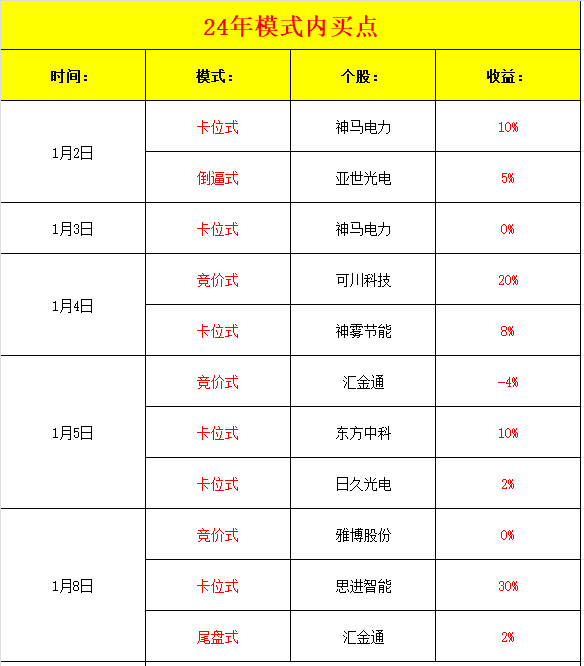 24年模式内买点
时间： 模式： 个股： 收益：
1月2日 卡位式 神马电力 10%
倒逼式 亚世光电 5%
1月3日 卡位式 神马电力 0%
1月4日 竞价式 可川科技 20%
卡位式 神雾节能 8%
1月5日 竞价式 汇金通 -4%
卡位式 东方中科 10%
卡位式 日久光电 2%
1月8日 竞价式 雅博股份 0%
卡位式 思进智能 30%
尾盘式 汇金通 2%